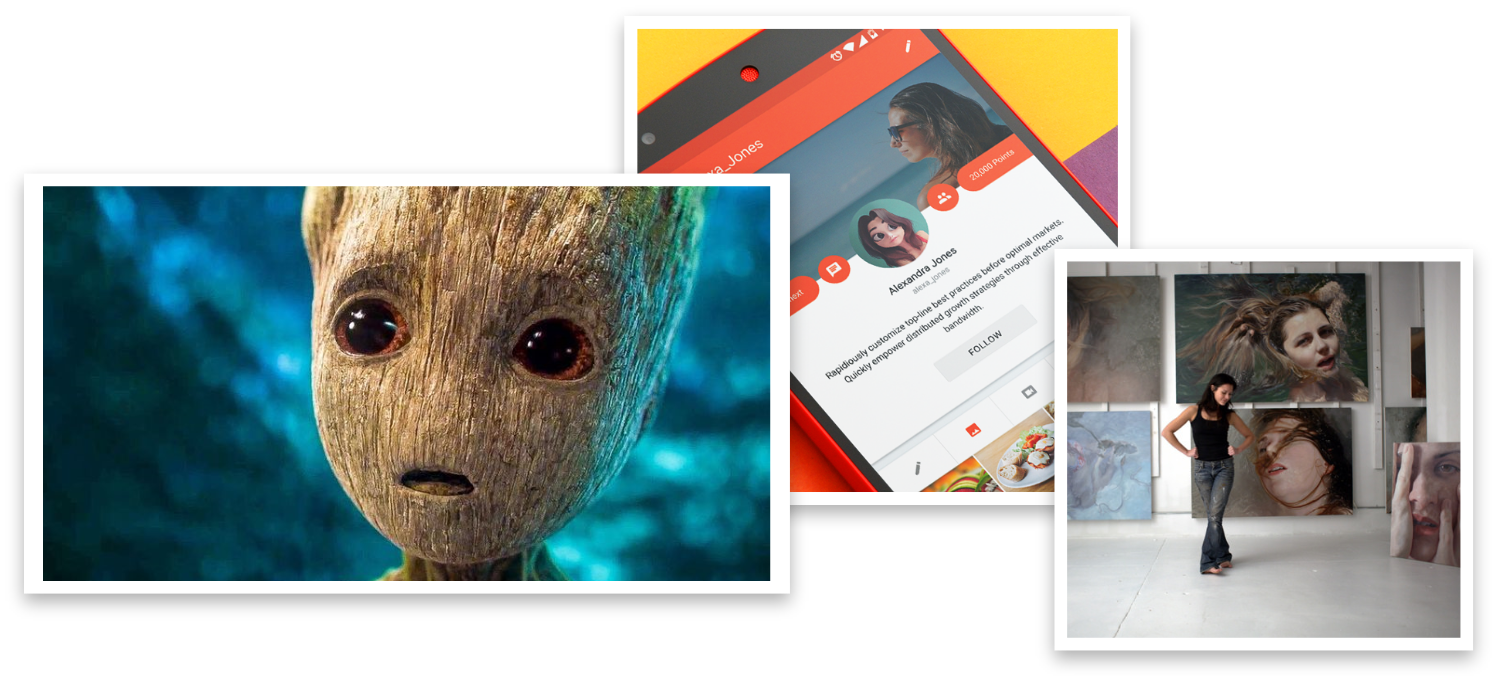 xa_Jones
20,000 Points
Alexandra Jones
alexa_jones
Rapidiously customize top-line best practices before optimal markets.
Quickly empower distributed growth strategies through effective
bandwidth.
FOLLOW